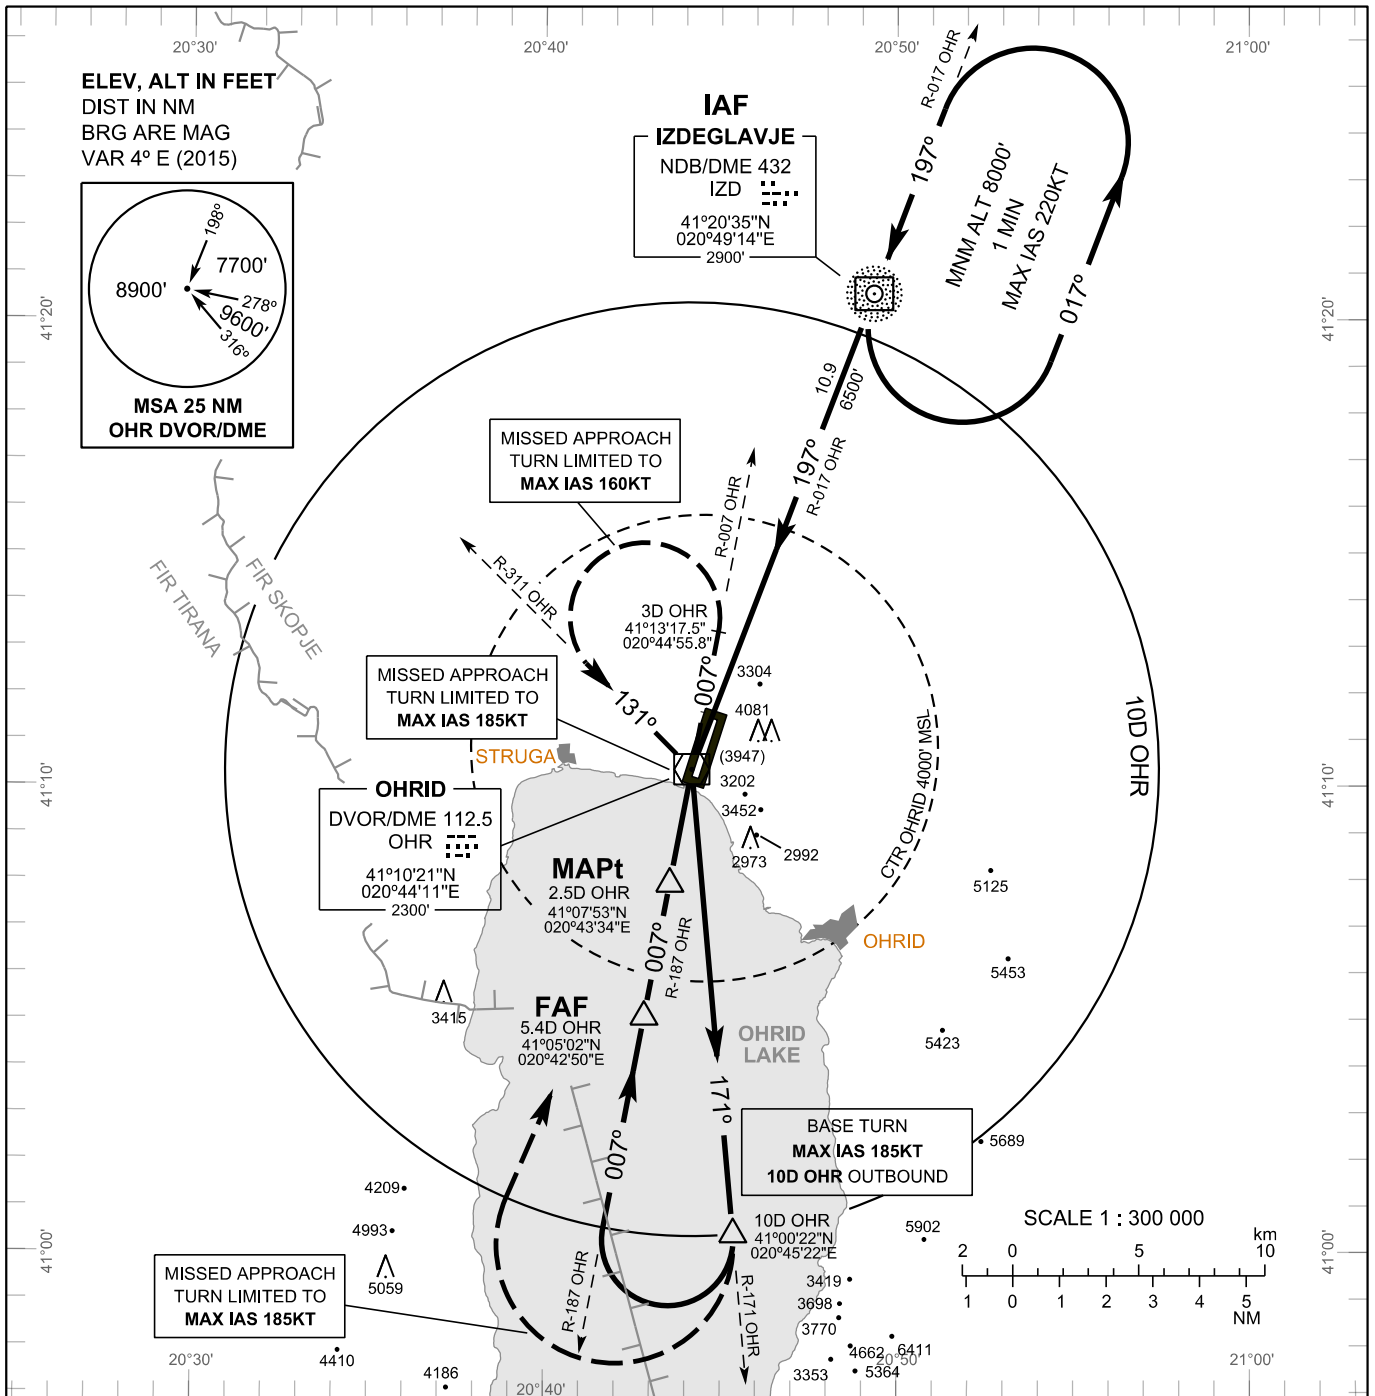 20°30'
20°40'
20°50'
21°00'
ELEV, ALT IN FEET
DIST IN NM
BRG ARE MAG
VAR 4º E (2015)
198º
7700'
8900'
278º
9600'
316º
MSA 25 NM
OHR DVOR/DME
IAF
IZDEGLAVJE
NDB/DME 432
IZD
41º20'35"N
020º49'14"E
2900'
R-017 OHR
197º
MNM ALT 8000'
1 MIN
MAX IAS 220KT
017º
41°20'
41°20'
10.9
6500'
197º
R-017 OHR
MISSED APPROACH
TURN LIMITED TO
MAX IAS 160KT
R-007 OHR
R-311 OHR
FIR TIRANA
FIR SKOPJE
3D OHR
41º13'17.5"
020º44'55.8"
007º
131º
MISSED APPROACH
TURN LIMITED TO
MAX IAS 185KT
3304
4081
(3947)
3202
3452
2973
2992
10D OHR
CTR OHRID 4000' MSL
STRUGA
41°10'
41°10'
OHRID
DVOR/DME 112.5
OHR
41º10'21"N
020º44'11"E
2300'
MAPt
2.5D OHR
41º07'53"N
020º43'34"E
5125
OHRID
5453
007º
R-187 OHR
3415
FAF
5.4D OHR
41º05'02"N
020º42'50"E
OHRID
LAKE
5423
171º
007º
BASE TURN
MAX IAS 185KT
10D OHR OUTBOUND
5689
4209
4993
5059
10D OHR
41º00'22"N
020º45'22"E
5902
SCALE 1 : 300 000
km
2 0 5 10
1 0 1 2 3 4 5
NM
41°00'
41°00'
MISSED APPROACH
TURN LIMITED TO
MAX IAS 185KT
R-187 OHR
R-171 OHR
3419
3698
3770
4662
6411
3353
5364
4410
4186
20°30'
20°40'
20°50'
21°00'